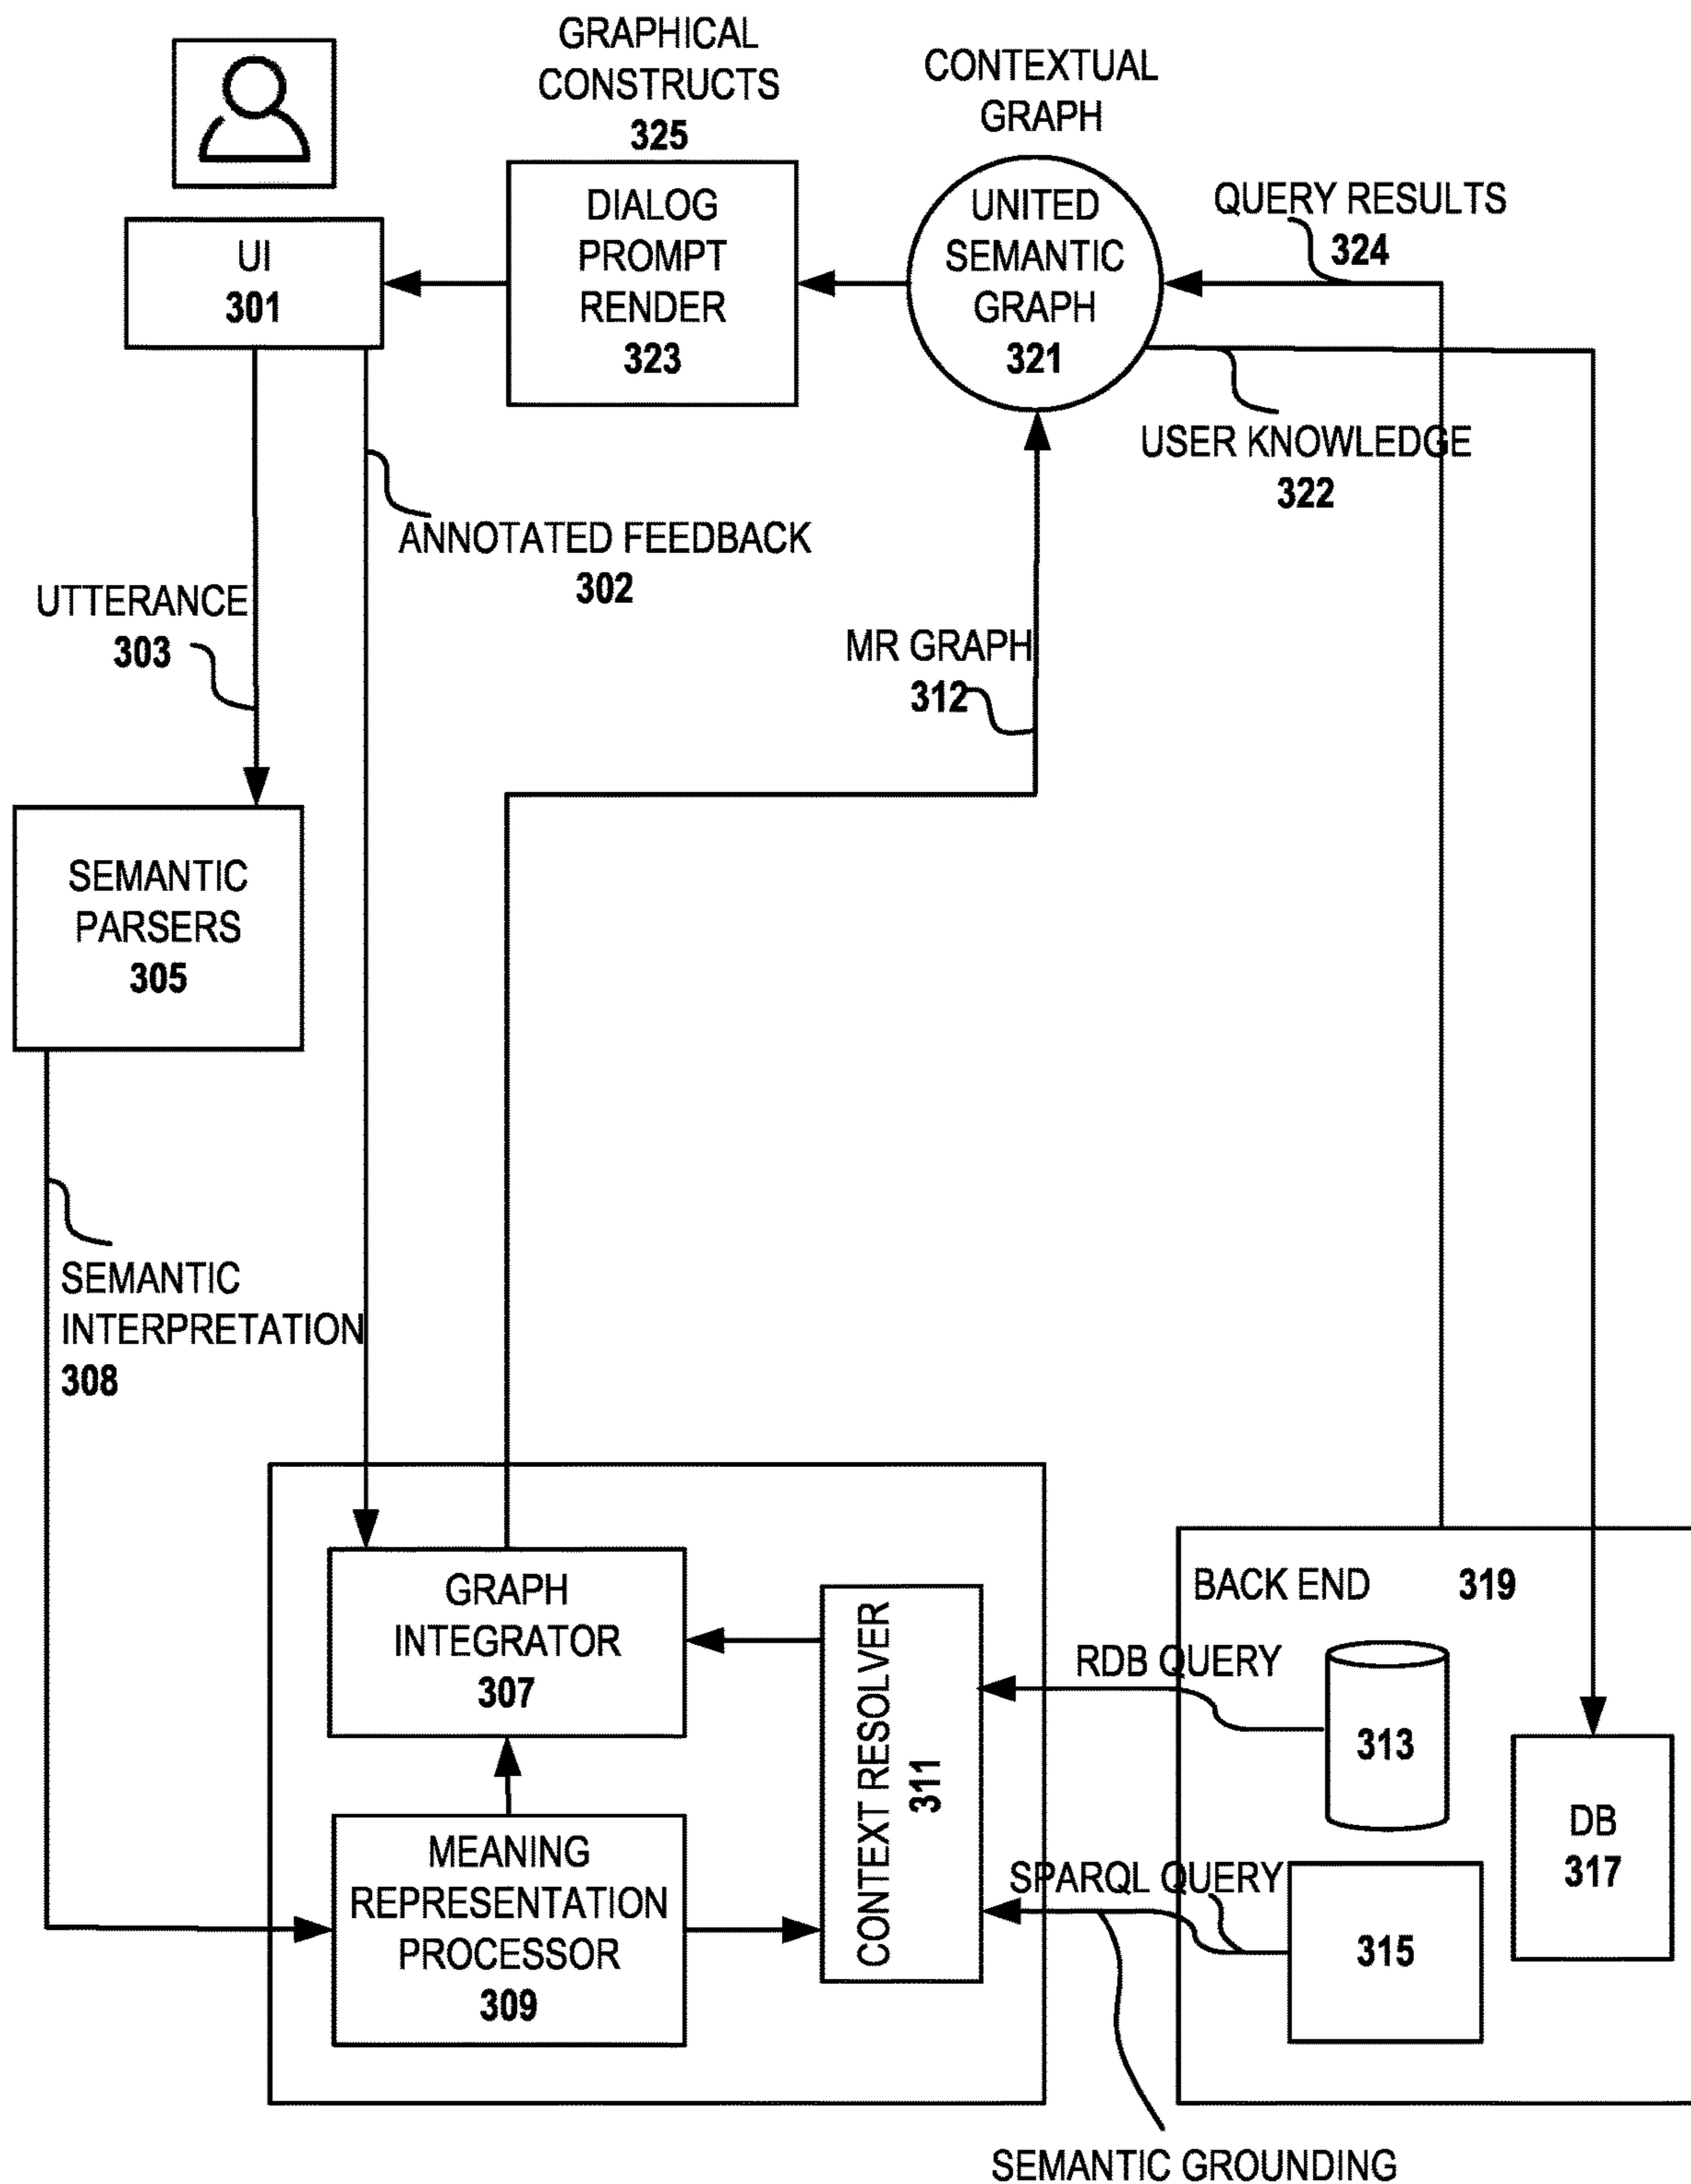 GRAPHICAL
CONSTRUCTS
325
CONTEXTUAL
GRAPH
UI
301
DIALOG
PROMPT
RENDER
323
UNITED
SEMANTIC
GRAPH
321
QUERY RESULTS
324
USER KNOWLEDGE
322
ANNOTATED FEEDBACK
302
UTTERANCE
303
MR GRAPH
312
SEMANTIC
PARSERS
305
SEMANTIC
INTERPRETATION
308
GRAPH
INTEGRATOR
307
MEANING
REPRESENTATION
PROCESSOR
309
CONTEXT RESOLVER
311
BACK END 319
RDB QUERY
313
SPARQL QUERY
315
DB
317
SEMANTIC GROUNDING